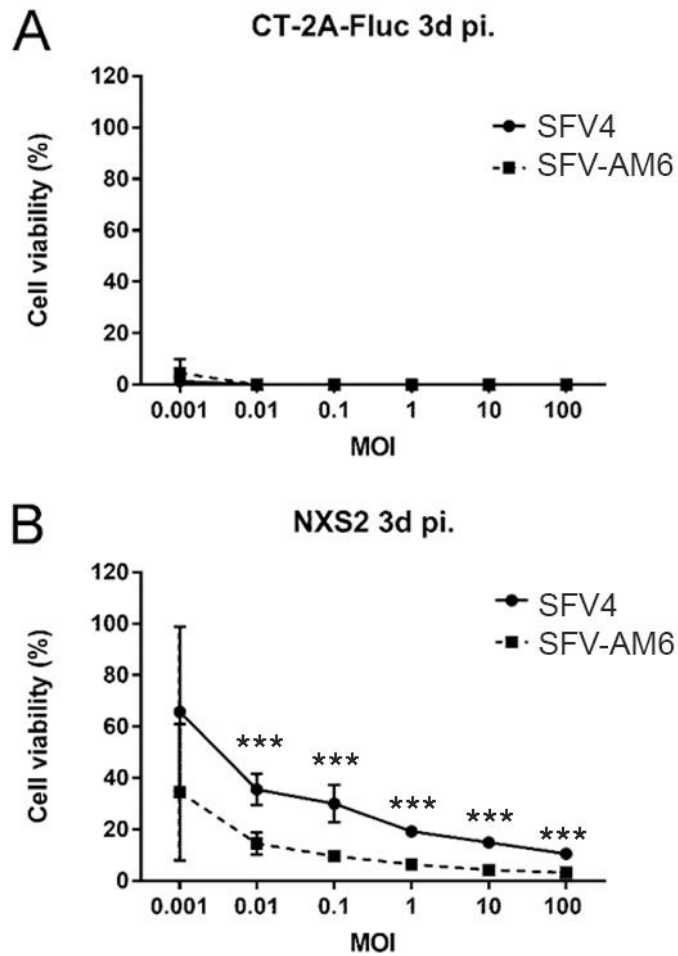 A
CT-2A-Fluc 3d pi.
120
100
80
60
40
20
0
Cell viability (%)
SFV4
SFV-AM6
0.001 0.01 0.1 1 10 100
MOI
B
NXS2 3d pi.
120
100
80
60
40
20
0
Cell viability (%)
SFV4
SFV-AM6
*** *** *** *** ***
0.001 0.01 0.1 1 10 100
MOI